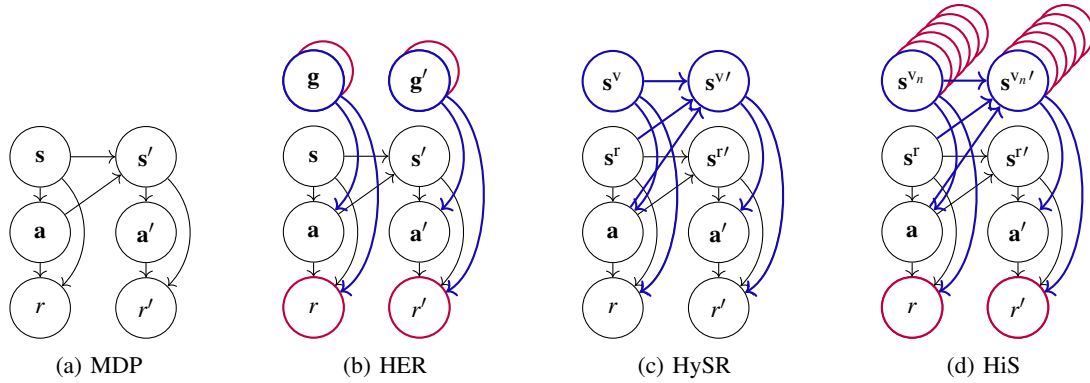 g g′ sᵛ sᵛ′ sᵛₙ sᵛₙ′
s s′ s s′ sʳ sʳ′ sʳ sʳ′
a a′ a a′ a a′ a a′
r r′ r r′ r r′ r r′
(a) MDP (b) HER (c) HySR (d) HiS